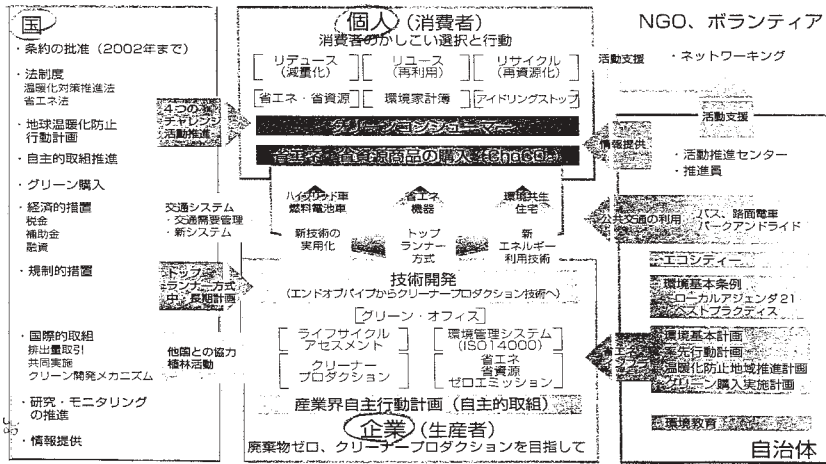 国
・条約の批准（2002年まで）
・法制度
温暖化対策推進法
省エネ法
・地球温暖化防止
行動計画
・自主的取組推進
・グリーン購入
・経済的措置
税金
補助金
融資
・規制的措置
・国際的取組
排出量取引
共同実施
クリーン開発メカニズム
・研究・モニタリング
の推進
・情報提供
4つの
チャレンジ
活動推進
交通システム
・交通需要管理
・新システム
トップ
ランナー方式
中・長期計画
他国との協力
植林活動
個人（消費者）
消費者のかしこい選択と行動
リデュース
（減量化）
リユース
（再利用）
リサイクル
（再資源化）
省エネ・省資源
環境家計簿
アイドリングストップ
グリーンコンシューマー
省エネ・省資源商品の購入
ハイブリッド車
燃料電池車
省エネ
機器
環境共生
住宅
新技術の
実用化
トップ
ランナー
方式
新
エネルギー
利用技術
技術開発
（エンドオブパイプからクリーナープロダクション技術へ）
グリーン・オフィス
ライフサイクル
アセスメント
環境管理システム
（ISO14000）
クリーナー
プロダクション
省エネ
省資源
ゼロエミッション
産業界自主行動計画（自主的取組）
企業（生産者）
廃棄物ゼロ、クリーナープロダクションを目指して
NGO、ボランティア
活動支援
・ネットワーキング
活動支援
情報提供
・活動推進センター
・推進員
公共交通の利用
バス、路面電車
パークアンドライド
エコシティー
環境基本条例
ローカルアジェンダ21
ベストプラクティス
環境基本計画
率先行動計画
温暖化防止地域推進計画
グリーン購入実施計画
環境教育
自治体